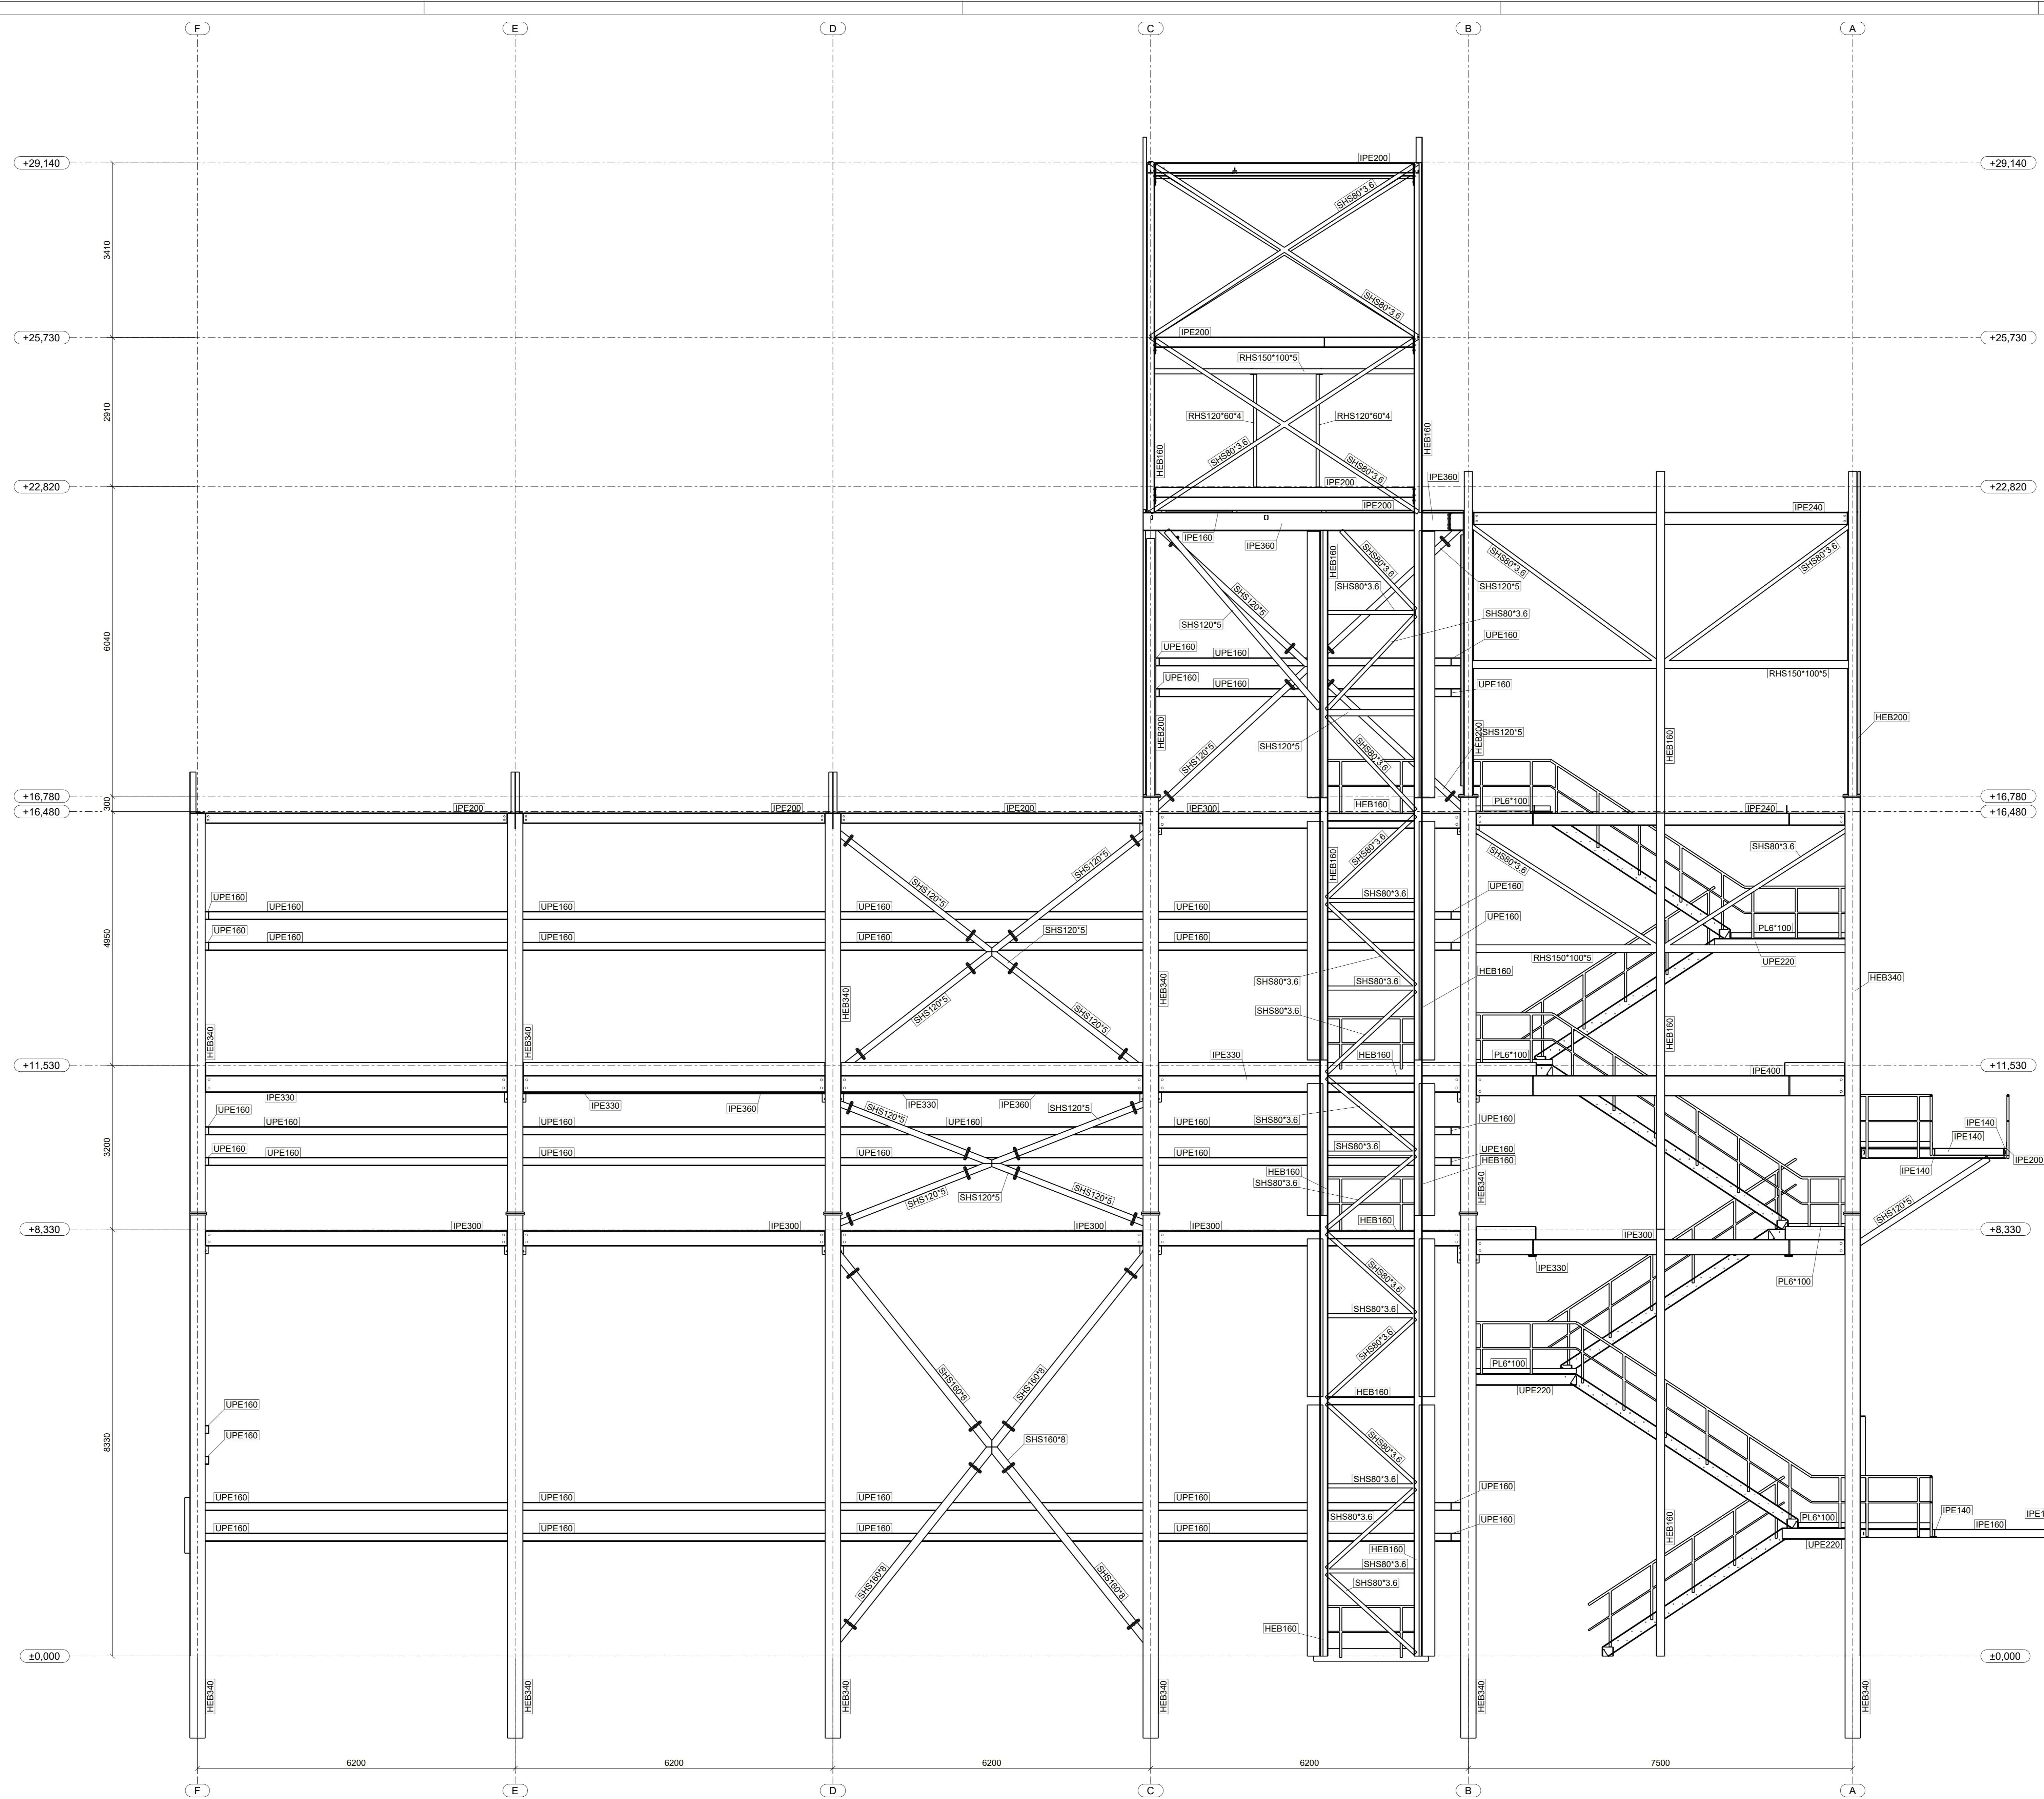 F E D C B A
+29,140 IPE200 +29,140
SHS80*3.6
3410
SHS80*3.6
+25,730 IPE200 +25,730
RHS150*100*5
2910
RHS120*60*4 RHS120*60*4
HEB160
HEB160
SHS80*3.6
SHS80*3.6
IPE360
+22,820 IPE200 +22,820
IPE200 IPE240
IPE160 IPE360
HEB160
SHS80*3.6
SHS80*3.6
SHS80*3.6
SHS80*3.6 SHS120*5
SHS120*5
SHS120*5 SHS80*3.6
6040
UPE160 UPE160 UPE160
RHS150*100*5
UPE160 UPE160 UPE160
HEB200
HEB200
SHS120*5
SHS120*5
SHS120*5
SHS80*3.6
HEB160
HEB200
+16,780 +16,780
300
PL6*100
+16,480 IPE200 IPE200 IPE200 IPE300 HEB160 IPE240 +16,480
SHS120*5
SHS120*5
SHS80*3.6
HEB160
SHS80*3.6
SHS80*3.6
UPE160 SHS80*3.6 UPE160
UPE160 UPE160 UPE160 UPE160
4950
UPE160 SHS120*5 UPE160 PL6*100
UPE160 UPE160 UPE160 UPE160
RHS150*100*5 UPE220
SHS80*3.6 SHS80*3.6 HEB160 HEB340
SHS120*5
SHS120*5
SHS80*3.6
HEB340
HEB340
HEB340
HEB340
HEB160
+11,530 IPE330 HEB160 PL6*100 +11,530
IPE400
IPE330 IPE330 IPE360 IPE330 IPE360
UPE160 SHS120*5 SHS120*5
UPE160 UPE160 UPE160 UPE160 SHS80*3.6 UPE160 IPE140
3200
UPE160 SHS80*3.6 UPE160 IPE140
UPE160 UPE160 UPE160 UPE160 HEB160 IPE200
HEB160 IPE140
SHS120*5 SHS120*5 SHS120*5 SHS80*3.6 HEB340
SHS120*5
+8,330 IPE300 IPE300 IPE300 IPE300 HEB160 IPE300 +8,330
IPE330 PL6*100
SHS80*3.6
SHS80*3.6
SHS80*3.6
PL6*100
SHS160*8
SHS160*8
HEB160 UPE220
UPE160
8330
UPE160 SHS160*8
SHS80*3.6
SHS80*3.6
UPE160 UPE160 UPE160 UPE160 UPE160
SHS80*3.6 PL6*100 IPE140
UPE160 UPE160 UPE160 UPE160 UPE160 IPE160
HEB160
HEB160 UPE220
SHS80*3.6
SHS160*8
SHS160*8
SHS80*3.6
HEB160
±0,000 ±0,000
HEB340 HEB340 HEB340 HEB340 HEB340 HEB340
6200 6200 6200 6200 7500
F E D C B A